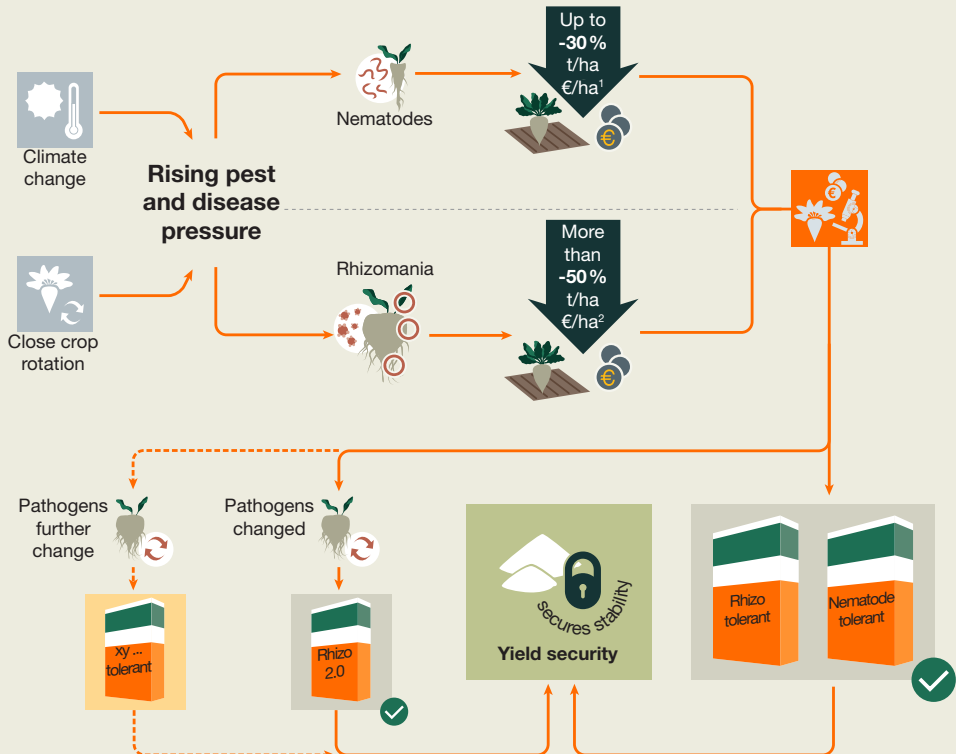 Climate
change
Close crop
rotation
Rising pest
and disease
pressure
Nematodes
Up to
-30 %
t/ha
€/ha¹
€
Rhizomania
More
than
-50 %
t/ha
€/ha²
€
€
Pathogens
further
change
Pathogens
changed
xy ...
tolerant
Rhizo
2.0
secures stability
Yield security
Rhizo
tolerant
Nematode
tolerant